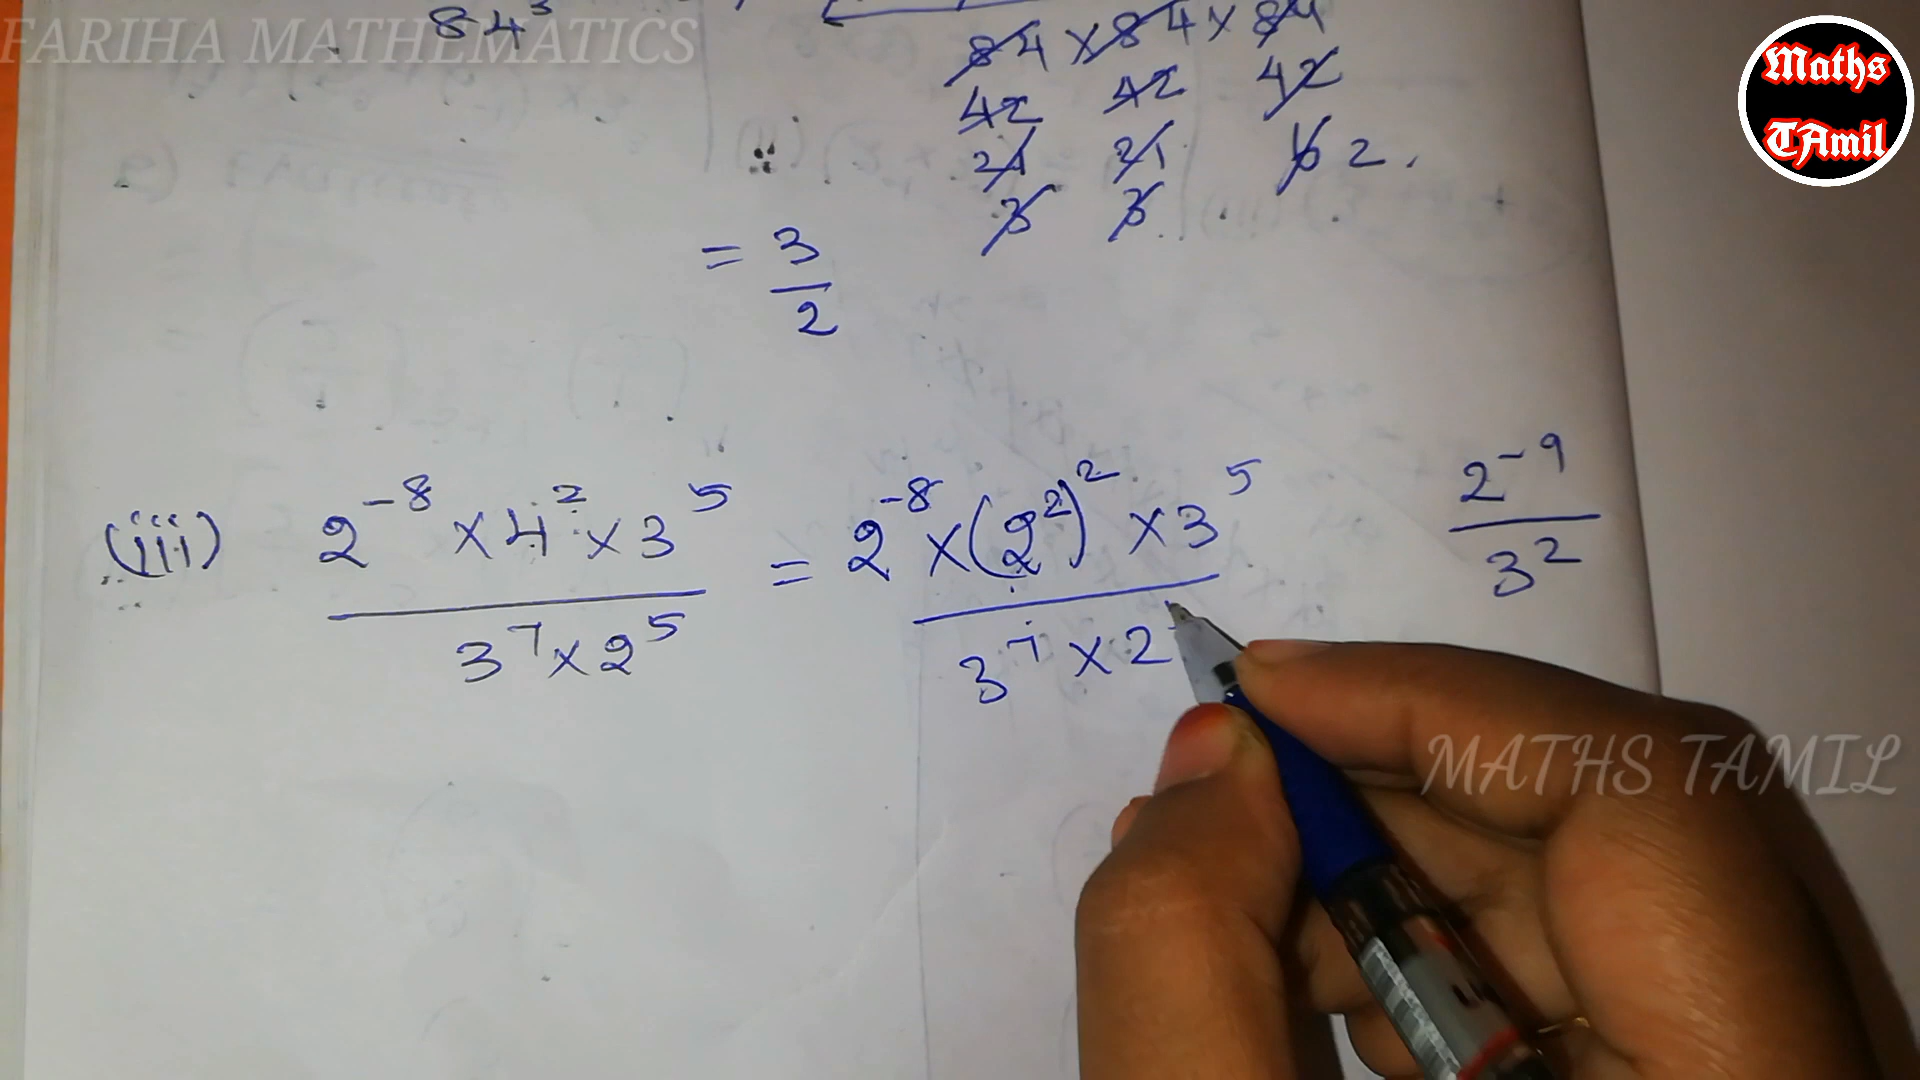 FARIHA MATHEMATICS
84³
84 × 84 × 84
42 42 42
21 21 6 2.
3 3
= 3/2
Maths
TAmil
(iii) 2⁻⁸ × 4² × 3⁵ / 3⁷ × 2⁵ = 2⁻⁸ × (2²)² × 3⁵ / 3⁷ × 2
2⁻⁹ / 3²
MATHS TAMIL